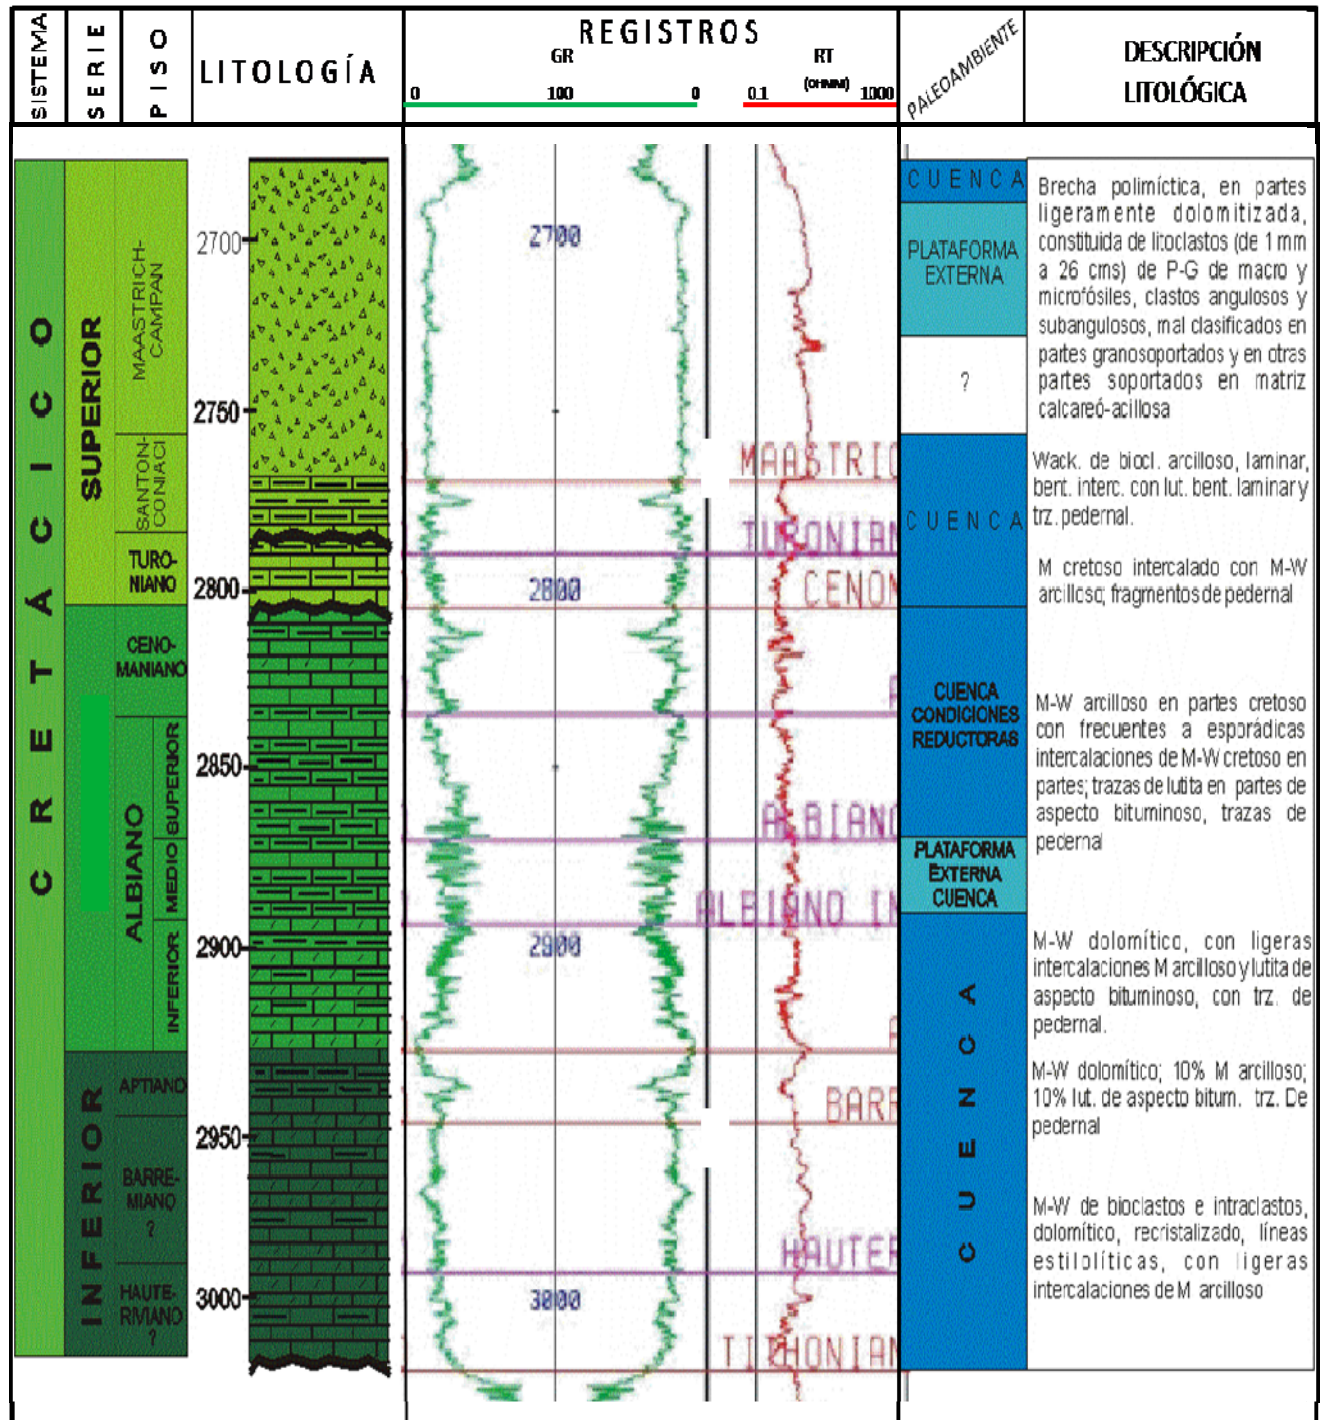 SISTEMA
SERIE
PISO
LITOLOGÍA
REGISTROS
GR
0 100 0
RT
(OHMM)
0.1 1000
PALEOAMBIENTE
DESCRIPCIÓN
LITOLÓGICA
CRETÁCICO
SUPERIOR
INFERIOR
MAASTRICH-
CAMPAN
SANTON-
CONIACI
TURO-
NIANO
CENO-
MANIANO
ALBIANO
SUPERIOR
MEDIO
INFERIOR
APTIANO
BARRE-
MIANO
?
HAUTE-
RIVIANO
?
2700
2750
2800
2850
2900
2950
3000
2700
2800
2900
3000
MAASTRIC
TURONIAN
CENOM
A
ALBIANO
ALBIANO IN
A
BARR
HAUTER
TITHONIAN
CUENCA
PLATAFORMA
EXTERNA
?
CUENCA
CUENCA
CONDICIONES
REDUCTORAS
PLATAFORMA
EXTERNA
CUENCA
CUENCA
Brecha polimíctica, en partes
ligeramente dolomitizada,
constituida de litoclastos (de 1 mm
a 26 cms) de P-G de macro y
microfósiles, clastos angulosos y
subangulosos, mal clasificados en
partes granosoportados y en otras
partes soportados en matriz
calcareó-acillosa
Wack. de biocl. arcilloso, laminar,
bent. interc. con lut. bent. laminar y
trz. pedernal.
M cretoso intercalado con M-W
arcilloso; fragmentos de pedernal
M-W arcilloso en partes cretoso
con frecuentes a esporádicas
intercalaciones de M-W cretoso en
partes; trazas de lutita en partes de
aspecto bituminoso, trazas de
pedernal
M-W dolomítico, con ligeras
intercalaciones M arcilloso y lutita de
aspecto bituminoso, con trz. de
pedernal.
M-W dolomítico; 10% M arcilloso;
10% lut. de aspecto bitum. trz. De
pedernal
M-W de bioclastos e intraclastos,
dolomítico, recristalizado, líneas
estilolíticas, con ligeras
intercalaciones de M arcilloso